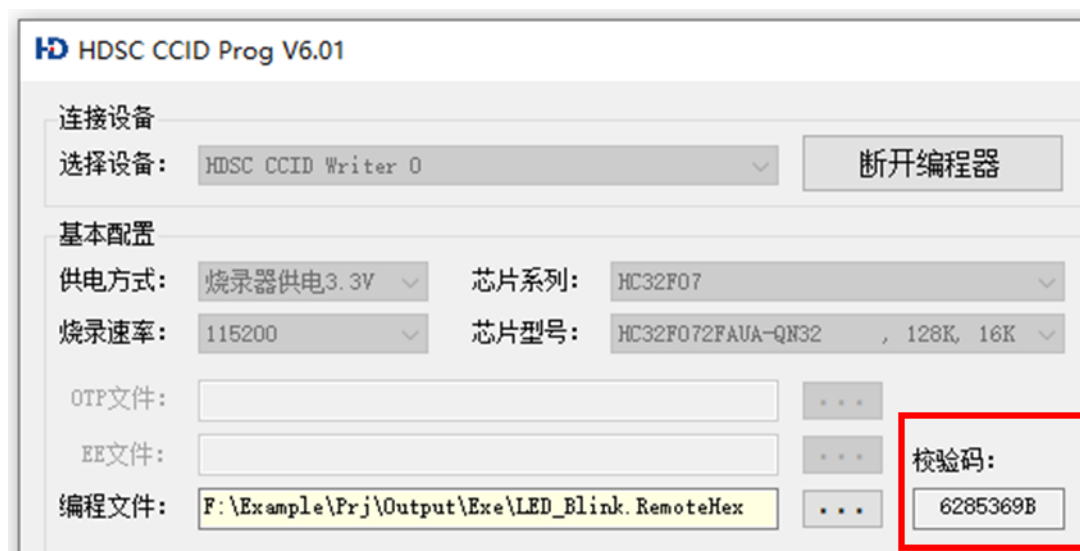 HD HDSC CCID Prog V6.01
连接设备
选择设备: HDSC CCID Writer 0 断开编程器
基本配置
供电方式: 烧录器供电3.3V 芯片系列: HC32F07
烧录速率: 115200 芯片型号: HC32F072FAUA-QN32 , 128K, 16K
OTP文件: ...
EE文件: ... 校验码:
编程文件: F:\Example\Prj\Output\Exe\LED_Blink.RemoteHex ... 6285369B